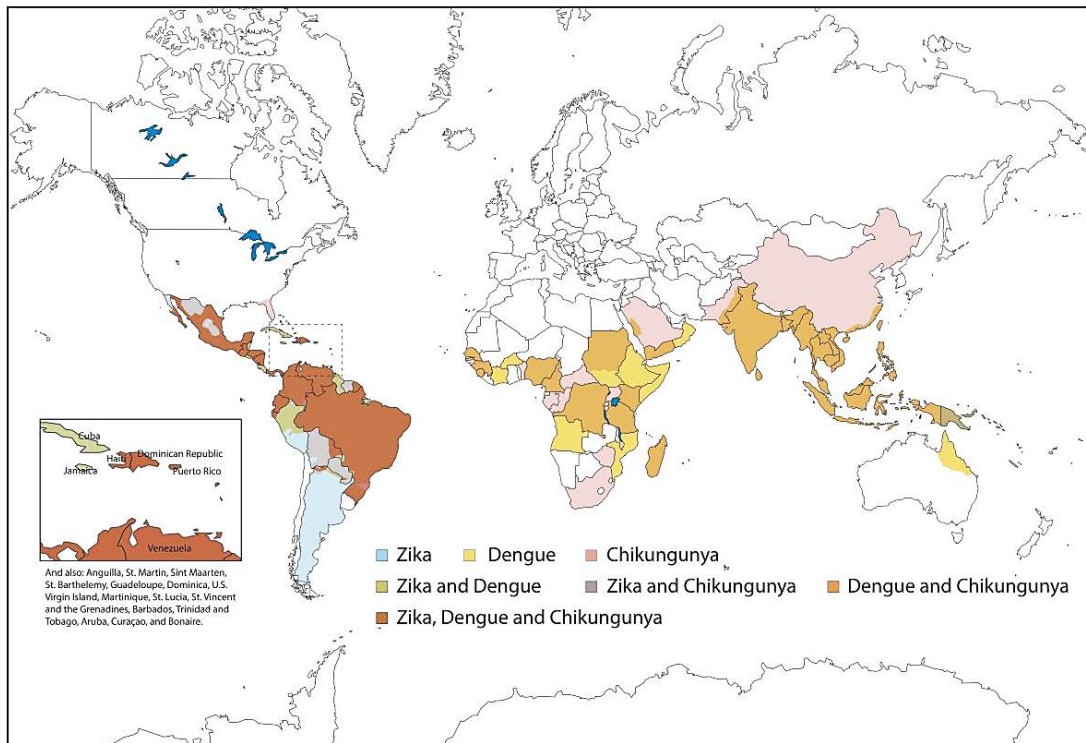 Cuba
Haiti
Dominican Republic
Jamaica
Puerto Rico
Venezuela
And also: Anguilla, St. Martin, Sint Maarten,
St. Barthelemy, Guadeloupe, Dominica, U.S.
Virgin Island, Martinique, St. Lucia, St. Vincent
and the Grenadines, Barbados, Trinidad and
Tobago, Aruba, Curaçao, and Bonaire.
Zika Dengue Chikungunya
Zika and Dengue Zika and Chikungunya Dengue and Chikungunya
Zika, Dengue and Chikungunya